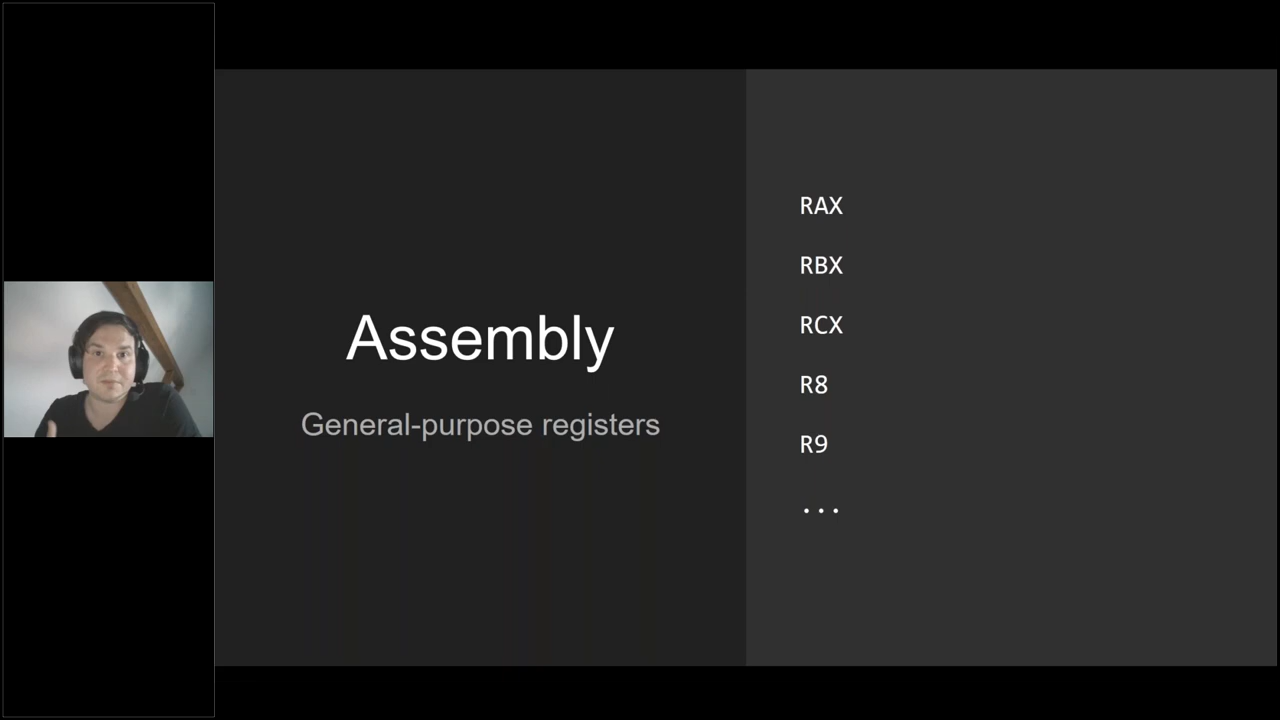 Assembly
General-purpose registers
RAX
RBX
RCX
R8
R9
...